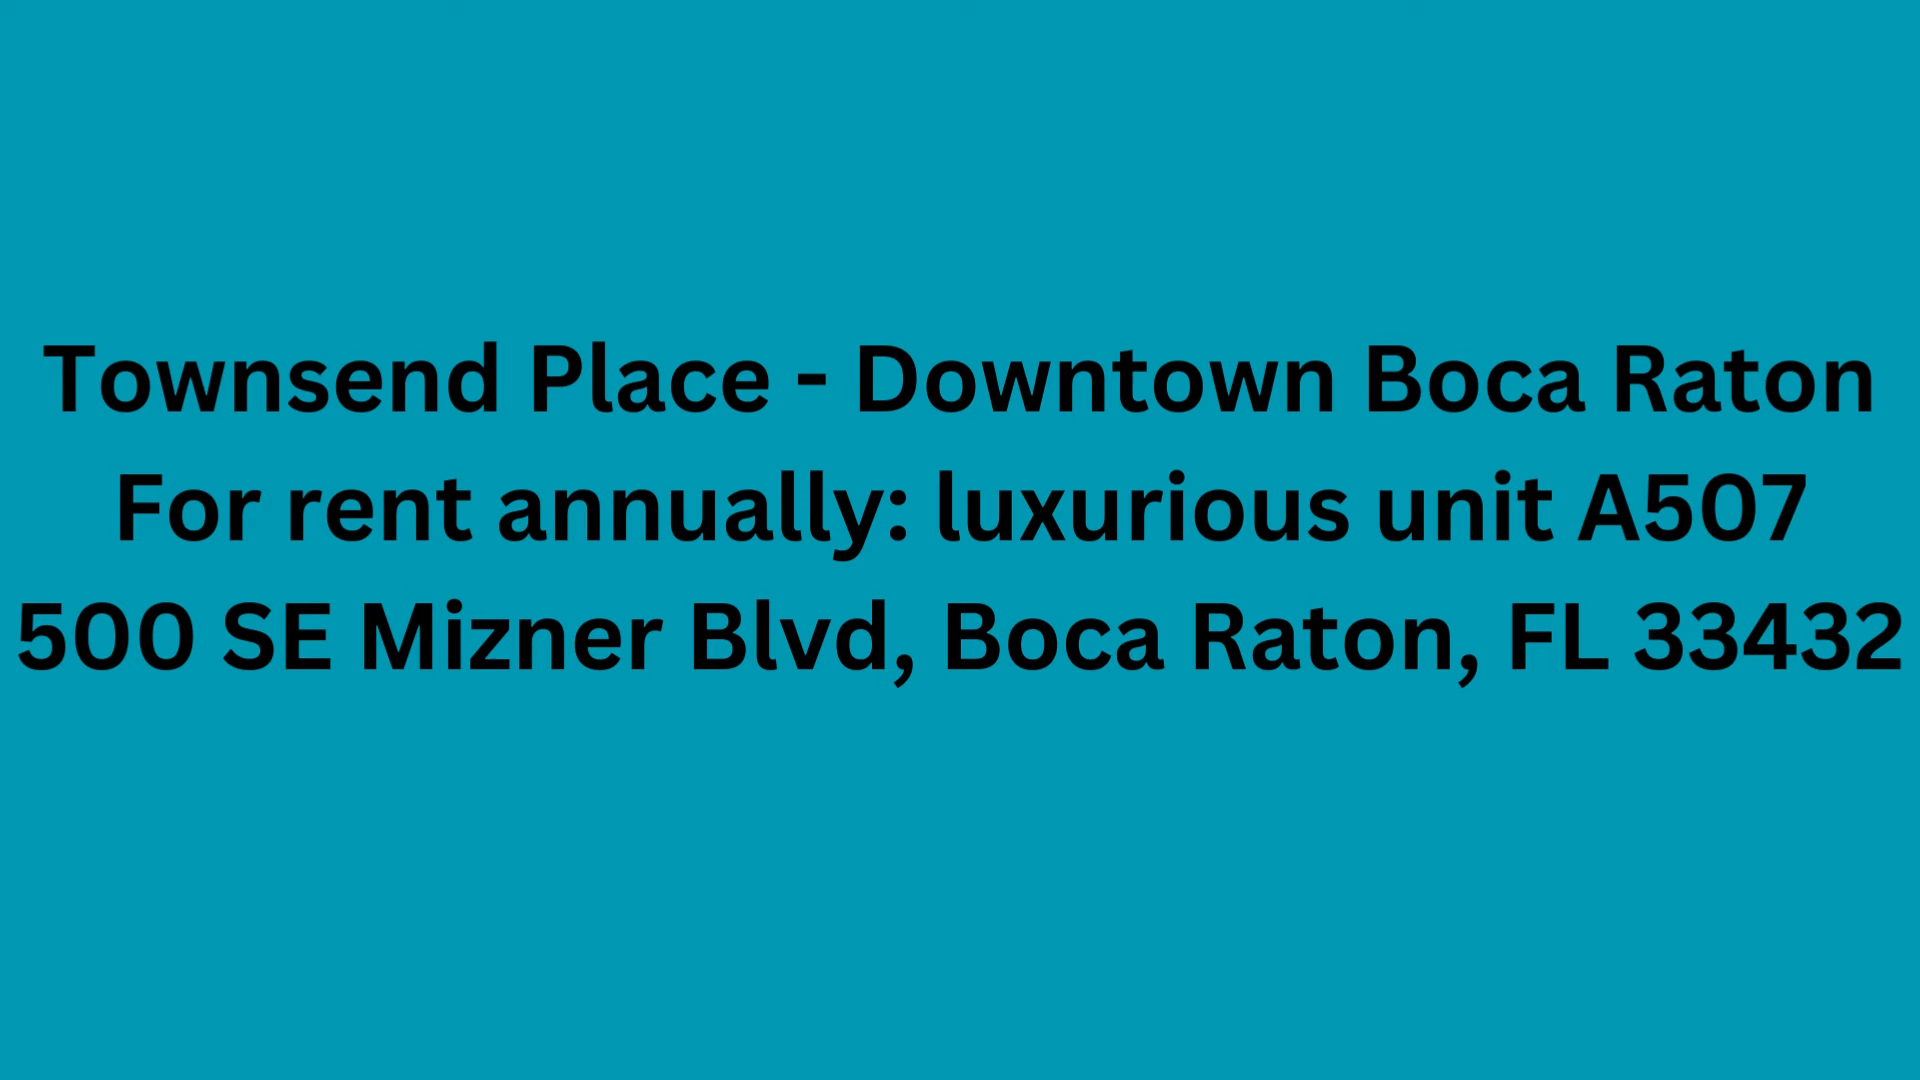 Townsend Place - Downtown Boca Raton
For rent annually: luxurious unit A507
500 SE Mizner Blvd, Boca Raton, FL 33432